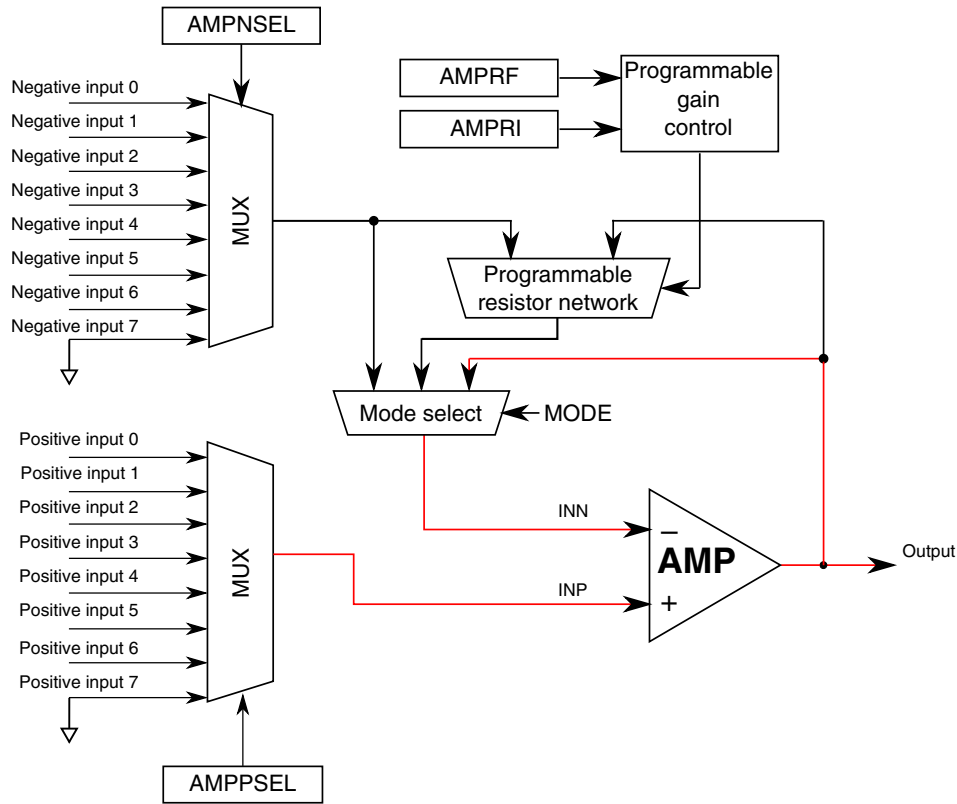 AMPNSEL
Negative input 0
Negative input 1
Negative input 2
Negative input 3
Negative input 4
Negative input 5
Negative input 6
Negative input 7
MUX
AMPRF
AMPRI
Programmable
gain
control
Programmable
resistor network
Mode select
MODE
Positive input 0
Positive input 1
Positive input 2
Positive input 3
Positive input 4
Positive input 5
Positive input 6
Positive input 7
MUX
INN
INP
−
AMP
+
Output
AMPPSEL